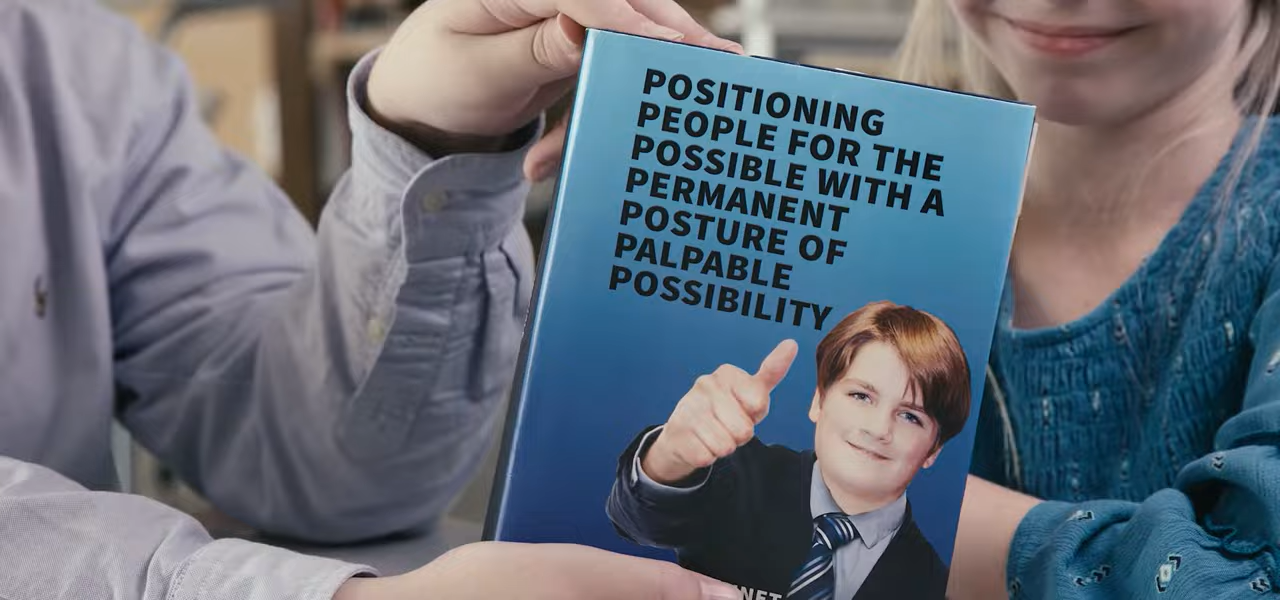 POSITIONING
PEOPLE FOR THE
POSSIBLE WITH A
PERMANENT
POSTURE OF
PALPABLE
POSSIBILITY